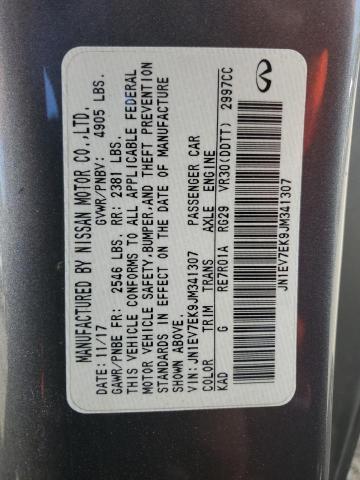 MANUFACTURED BY NISSAN MOTOR CO.,LTD.
DATE: 11/17 GVWR/PNBV: 4905 LBS.
GAWR/PNBE FR: 2546 LBS. RR: 2381 LBS.
THIS VEHICLE CONFORMS TO ALL APPLICABLE FEDERAL
MOTOR VEHICLE SAFETY,BUMPER,AND THEFT PREVENTION
STANDARDS IN EFFECT ON THE DATE OF MANUFACTURE
SHOWN ABOVE.
VIN: JN1EV7EK9JM341307 PASSENGER CAR
COLOR TRIM TRANS AXLE ENGINE
KAD G RE7R01A RG29 VR30(DDTT) 2997CC
JN1EV7EK9JM341307